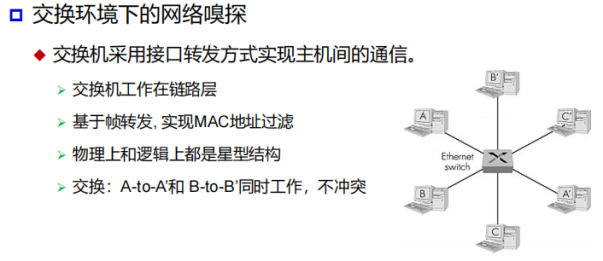 交换环境下的网络嗅探
交换机采用接口转发方式实现主机间的通信。
交换机工作在链路层
基于帧转发, 实现MAC地址过滤
物理上和逻辑上都是星型结构
交换：A-to-A'和 B-to-B'同时工作，不冲突
B'
A
C'
Ethernet
switch
B
A'
C